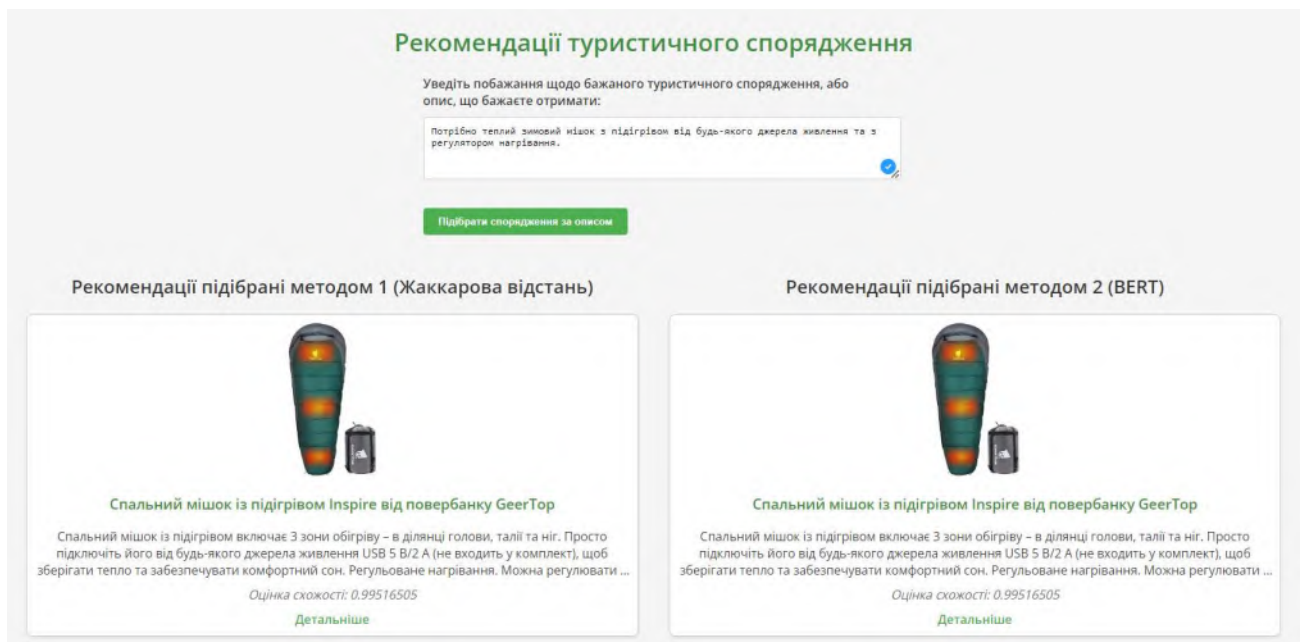 Рекомендації туристичного спорядження
Уведіть побажання щодо бажаного туристичного спорядження, або
опис, що бажаєте отримати:
Потрібно теплий зимовий мішок з підігрівом від будь-якого джерела живлення та з
регулятором нагрівання.
Підібрати спорядження за описом
Рекомендації підібрані методом 1 (Жаккарова відстань)
Спальний мішок із підігрівом Inspire від повербанку GeerTop
Спальний мішок із підігрівом включає 3 зони обігріву – в ділянці голови, талії та ніг. Просто
підключіть його від будь-якого джерела живлення USB 5 В/2 А (не входить у комплект), щоб
зберігати тепло та забезпечувати комфортний сон. Регульоване нагрівання. Можна регулювати ...
Оцінка схожості: 0.99516505
Детальніше
Рекомендації підібрані методом 2 (BERT)
Спальний мішок із підігрівом Inspire від повербанку GeerTop
Спальний мішок із підігрівом включає 3 зони обігріву – в ділянці голови, талії та ніг. Просто
підключіть його від будь-якого джерела живлення USB 5 В/2 А (не входить у комплект), щоб
зберігати тепло та забезпечувати комфортний сон. Регульоване нагрівання. Можна регулювати ...
Оцінка схожості: 0.99516505
Детальніше